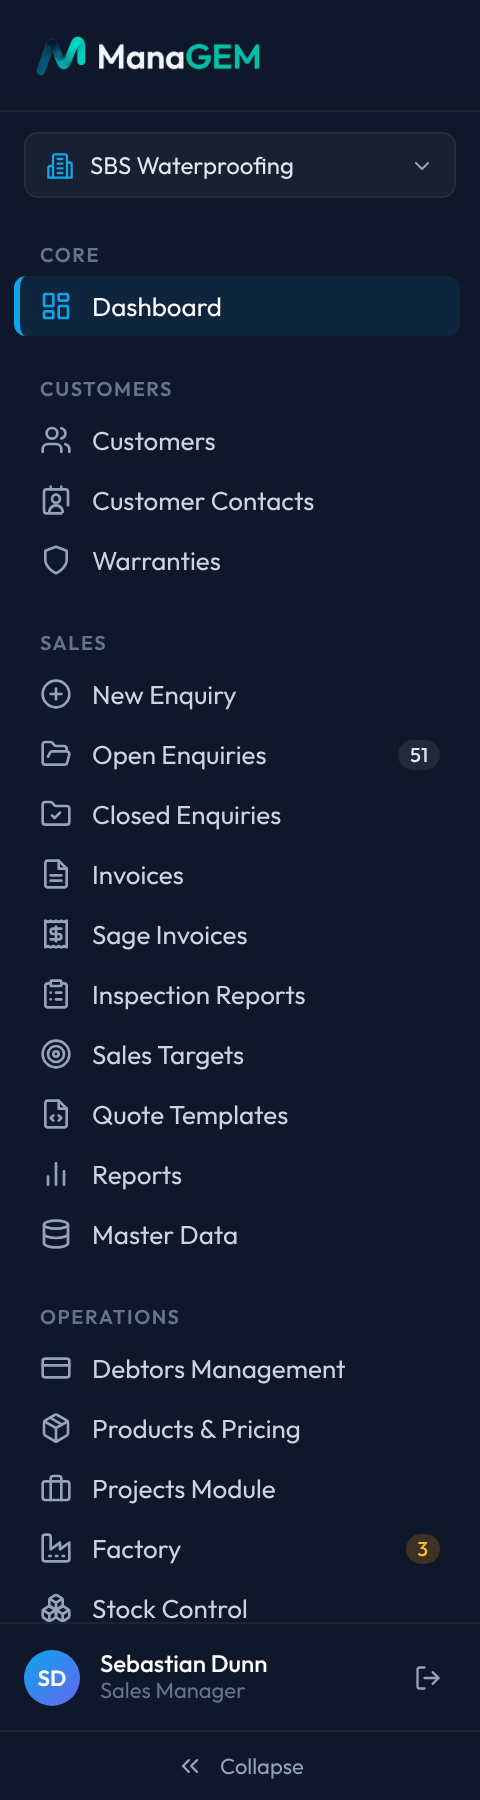 ManaGEM
SBS Waterproofing
CORE
Dashboard
CUSTOMERS
Customers
Customer Contacts
Warranties
SALES
New Enquiry
Open Enquiries 51
Closed Enquiries
Invoices
Sage Invoices
Inspection Reports
Sales Targets
Quote Templates
Reports
Master Data
OPERATIONS
Debtors Management
Products & Pricing
Projects Module
Factory 3
Stock Control
SD Sebastian Dunn
Sales Manager
Collapse